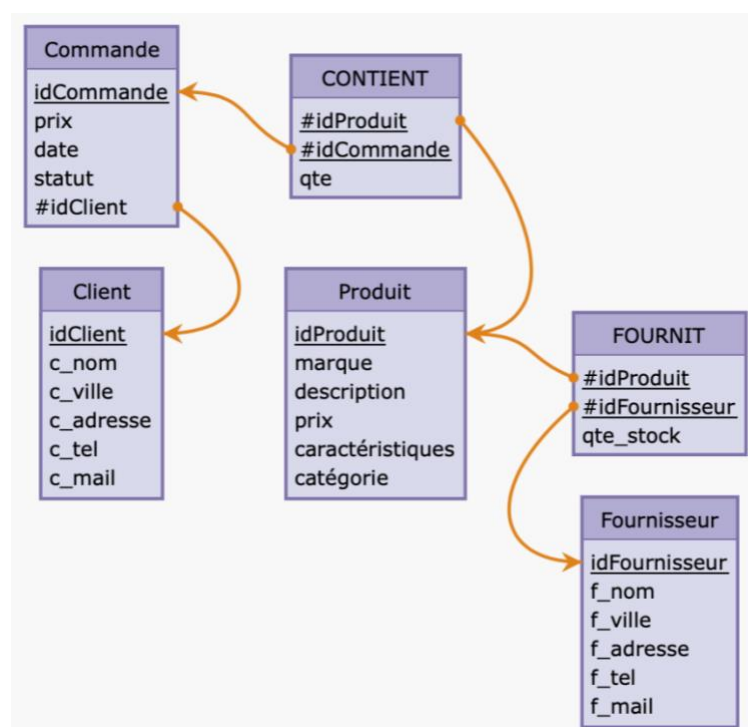 Commande
idCommande
prix
date
statut
#idClient
CONTIENT
#idProduit
#idCommande
qte
Client
idClient
c_nom
c_ville
c_adresse
c_tel
c_mail
Produit
idProduit
marque
description
prix
caractéristiques
catégorie
FOURNIT
#idProduit
#idFournisseur
qte_stock
Fournisseur
idFournisseur
f_nom
f_ville
f_adresse
f_tel
f_mail